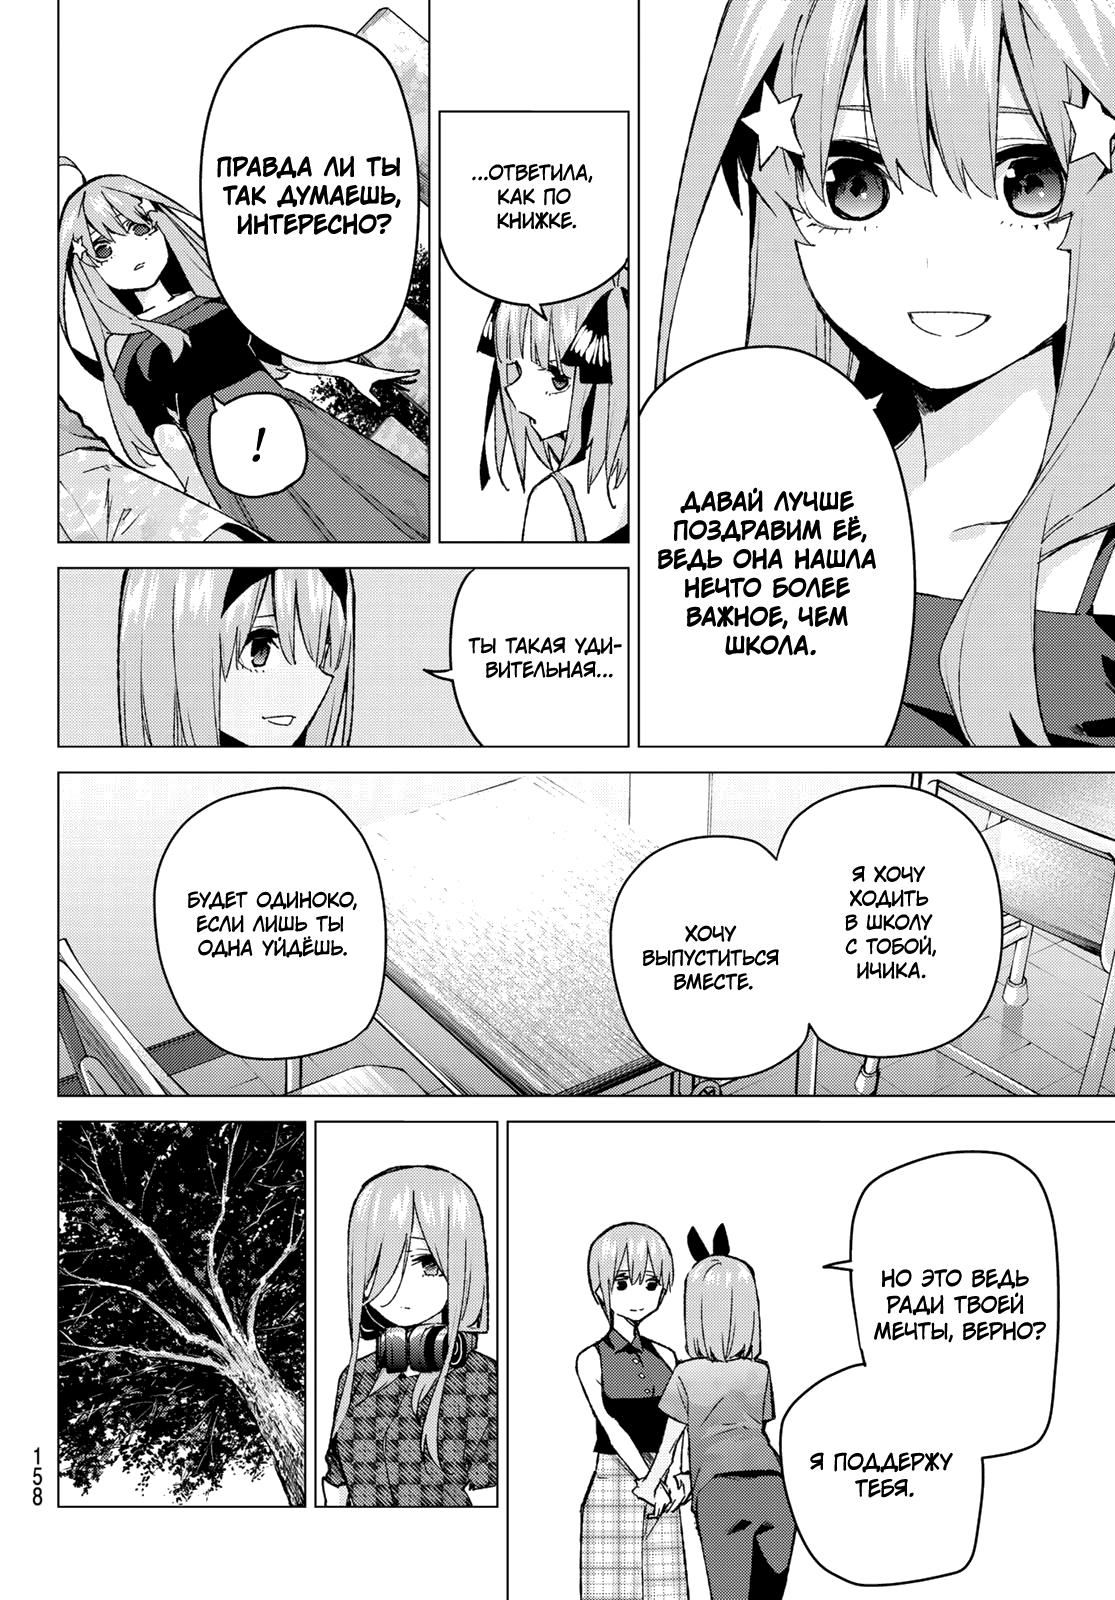 ДАВАЙ ЛУЧШЕ
ПОЗДРАВИМ ЕЁ,
ВЕДЬ ОНА НАШЛА
НЕЧТО БОЛЕЕ
ВАЖНОЕ, ЧЕМ
ШКОЛА.
...ОТВЕТИЛА,
КАК ПО
КНИЖКЕ.
ПРАВДА ЛИ ТЫ
ТАК ДУМАЕШЬ,
ИНТЕРЕСНО?
!
ТЫ ТАКАЯ УДИ-
ВИТЕЛЬНАЯ...
Я ХОЧУ
ХОДИТЬ
В ШКОЛУ
С ТОБОЙ,
ИЧИКА.
ХОЧУ
ВЫПУСТИТЬСЯ
ВМЕСТЕ.
БУДЕТ ОДИНОКО,
ЕСЛИ ЛИШЬ ТЫ
ОДНА УЙДЁШЬ.
НО ЭТО ВЕДЬ
РАДИ ТВОЕЙ
МЕЧТЫ, ВЕРНО?
Я ПОДДЕРЖУ
ТЕБЯ.
158